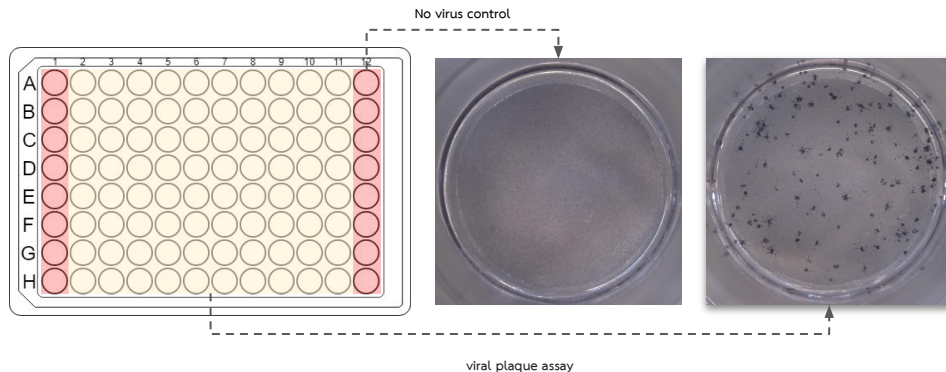 No virus control
1 2 3 4 5 6 7 8 9 10 11 12
A
B
C
D
E
F
G
H
viral plaque assay